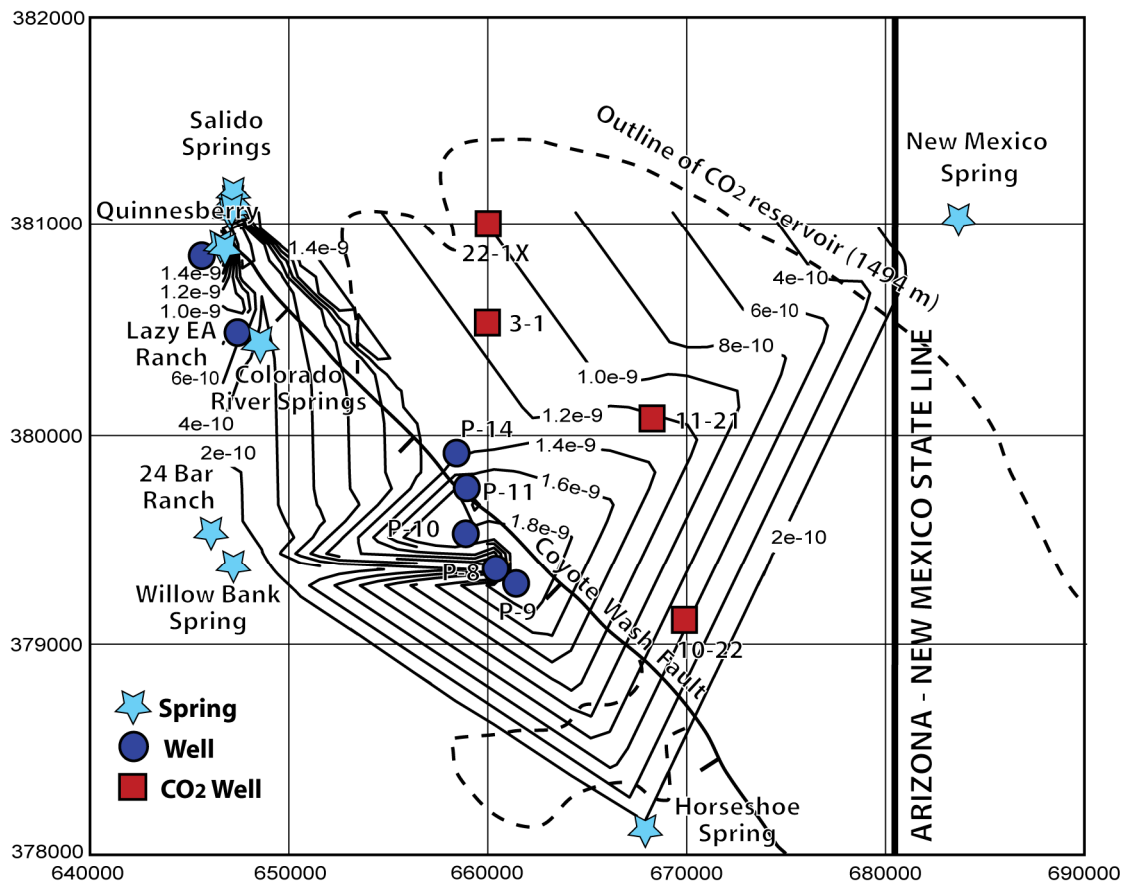 382000
381000
380000
379000
378000
640000
650000
660000
670000
680000
690000
Salido
Springs
Quinnesberry
1.4e-9
1.4e-9
1.2e-9
1.0e-9
Lazy EA
Ranch
6e-10
Colorado
River Springs
4e-10
2e-10
24 Bar
Ranch
Willow Bank
Spring
Outline of CO2 reservoir (1494 m)
New Mexico
Spring
22-1X
3-1
4e-10
6e-10
8e-10
1.0e-9
1.2e-9
11-21
P-14
1.4e-9
P-11
1.6e-9
P-10
1.8e-9
P-8
P-9
Coyote Wash Fault
2e-10
10-22
Horseshoe
Spring
ARIZONA - NEW MEXICO STATE LINE
Spring
Well
CO2 Well